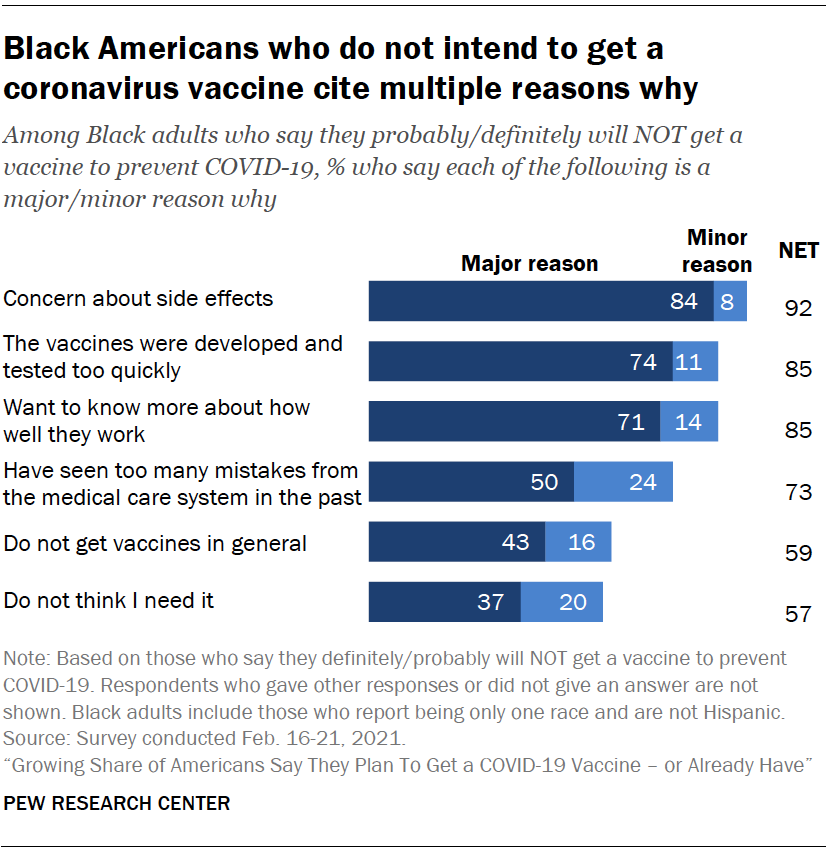 Black Americans who do not intend to get a
coronavirus vaccine cite multiple reasons why
Among Black adults who say they probably/definitely will NOT get a
vaccine to prevent COVID-19, % who say each of the following is a
major/minor reason why
Major reason
Minor
reason
NET
Concern about side effects
84
8
92
The vaccines were developed and
tested too quickly
74
11
85
Want to know more about how
well they work
71
14
85
Have seen too many mistakes from
the medical care system in the past
50
24
73
Do not get vaccines in general
43
16
59
Do not think I need it
37
20
57
Note: Based on those who say they definitely/probably will NOT get a vaccine to prevent
COVID-19. Respondents who gave other responses or did not give an answer are not
shown. Black adults include those who report being only one race and are not Hispanic.
Source: Survey conducted Feb. 16-21, 2021.
“Growing Share of Americans Say They Plan To Get a COVID-19 Vaccine – or Already Have”
PEW RESEARCH CENTER